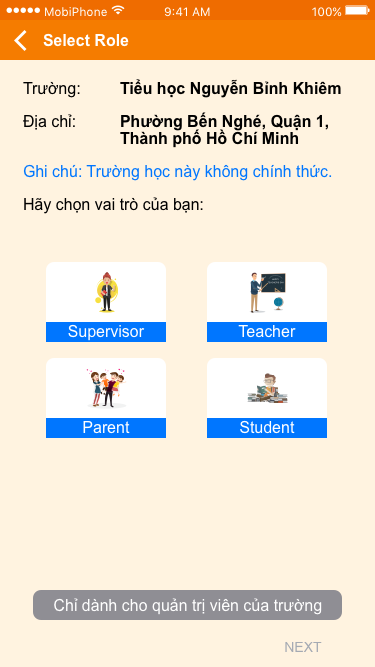 MobiPhone 9:41 AM 100%
Select Role
Trường: Tiểu học Nguyễn Bỉnh Khiêm
Địa chỉ: Phường Bến Nghé, Quận 1,
Thành phố Hồ Chí Minh
Ghi chú: Trường học này không chính thức.
Hãy chọn vai trò của bạn:
Supervisor Teacher
Parent Student
Chỉ dành cho quản trị viên của trường
NEXT